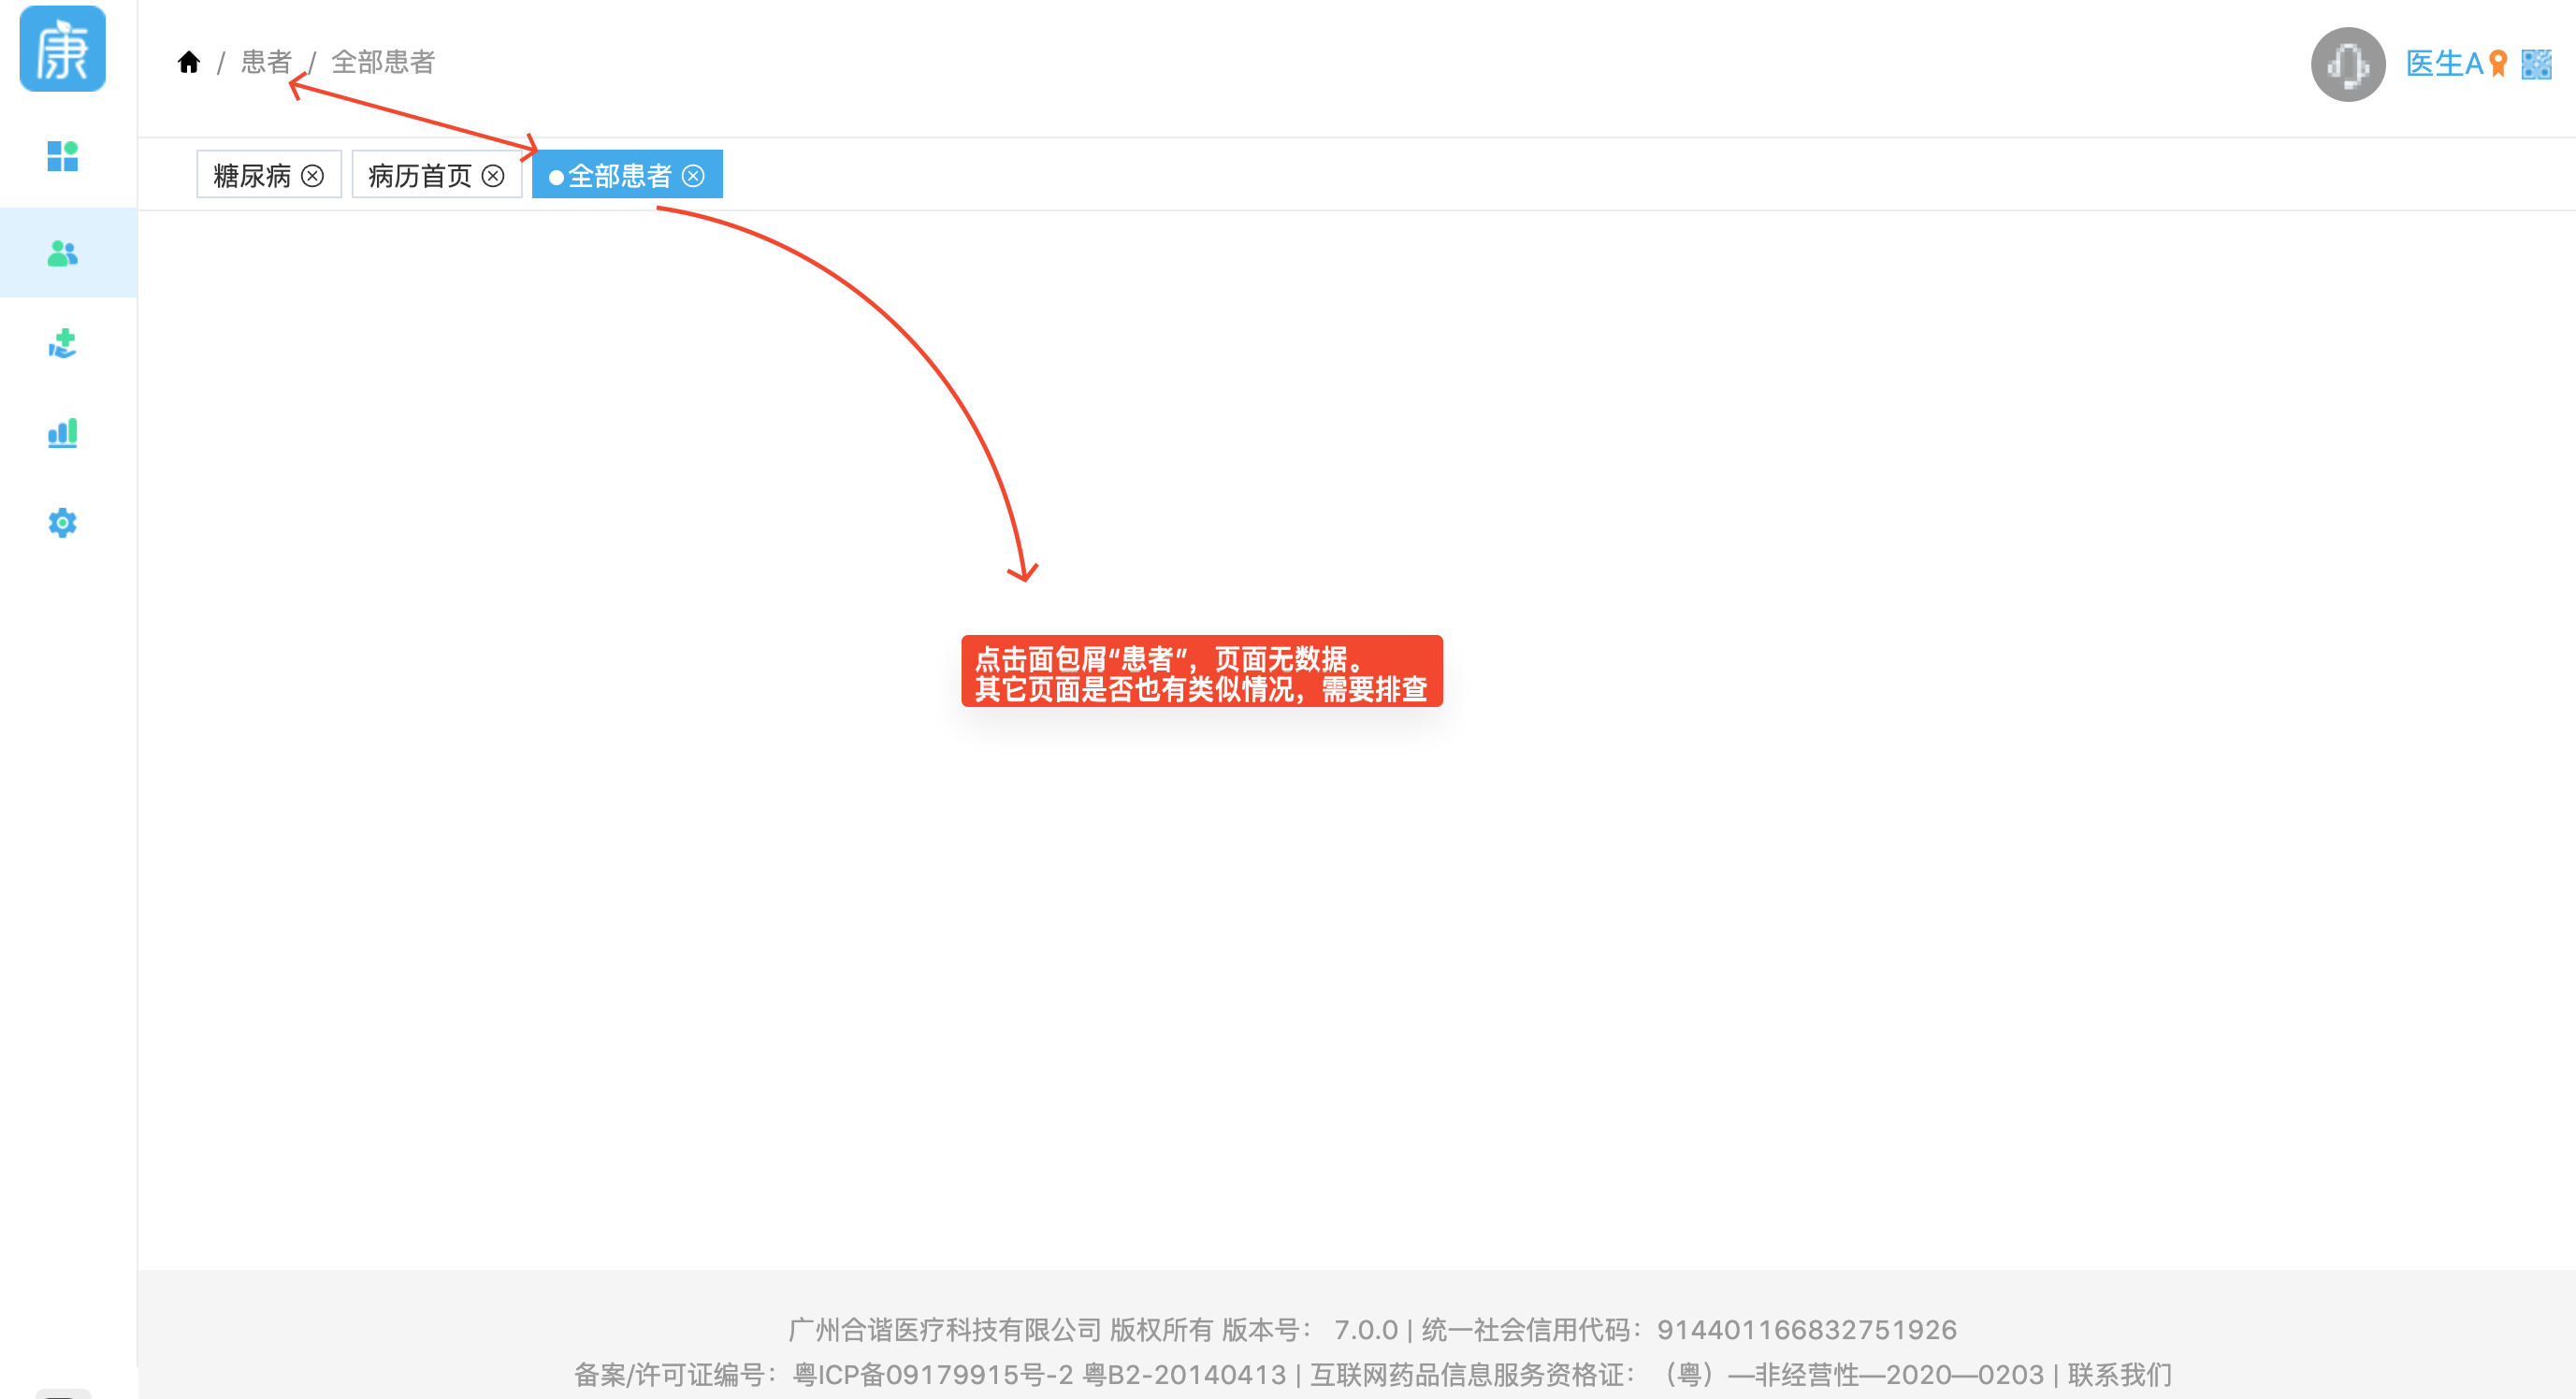 康
/ 患者 / 全部患者
医生A
糖尿病 病历首页 全部患者
点击面包屑“患者”，页面无数据。
其它页面是否也有类似情况，需要排查
广州合谐医疗科技有限公司 版权所有 版本号： 7.0.0 | 统一社会信用代码：914401166832751926
备案/许可证编号：粤ICP备09179915号-2 粤B2-20140413 | 互联网药品信息服务资格证：（粤）—非经营性—2020—0203 | 联系我们